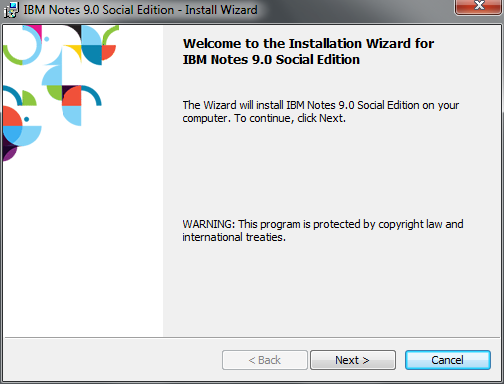 IBM Notes 9.0 Social Edition - Install Wizard
Welcome to the Installation Wizard for
IBM Notes 9.0 Social Edition
The Wizard will install IBM Notes 9.0 Social Edition on your
computer. To continue, click Next.
WARNING: This program is protected by copyright law and
international treaties.
< Back
Next >
Cancel